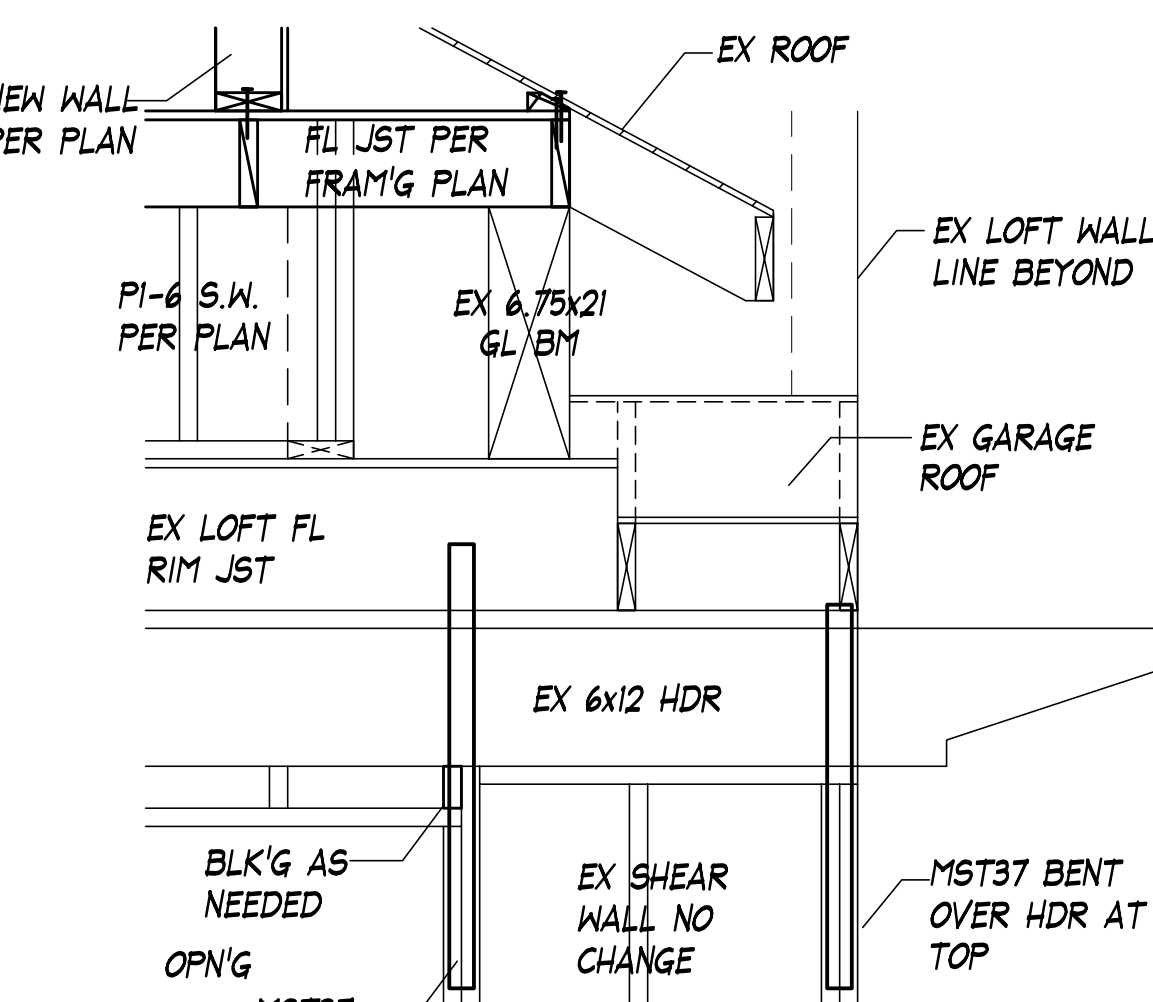 EX ROOF
NEW WALL
PER PLAN
FL JST PER
FRAM'G PLAN
EX LOFT WALL
LINE BEYOND
P1-6 S.W.
PER PLAN
EX 6.75x21
GL BM
EX GARAGE
ROOF
EX LOFT FL
RIM JST
EX 6x12 HDR
BLK'G AS
NEEDED
EX SHEAR
WALL NO
CHANGE
MST37 BENT
OVER HDR AT
TOP
OPN'G